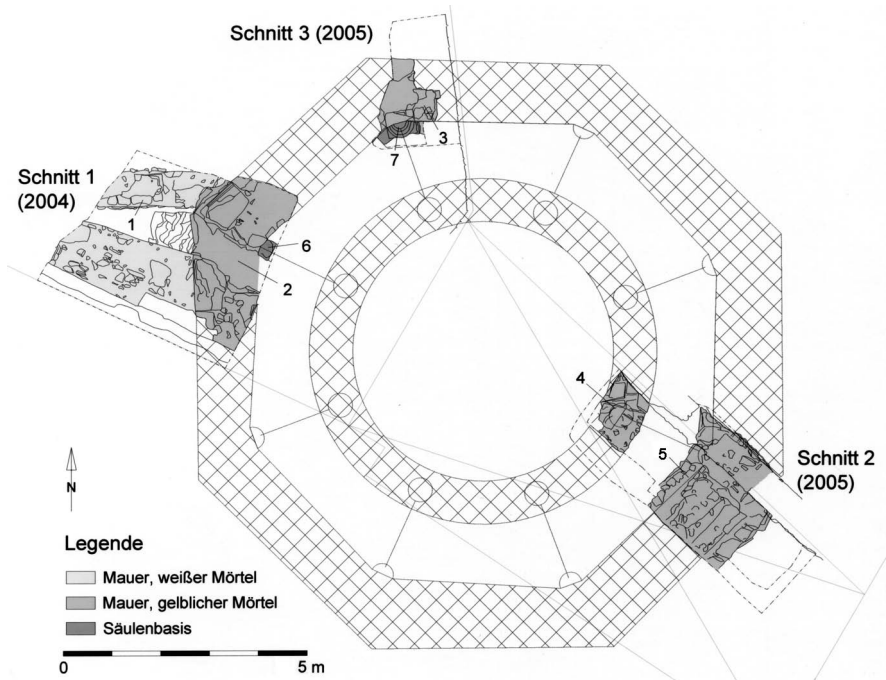 Schnitt 3 (2005)
3
7
Schnitt 1
(2004)
1
6
2
4
5
Schnitt 2
(2005)
N
Legende
Mauer, weißer Mörtel
Mauer, gelblicher Mörtel
Säulenbasis
0
5 m